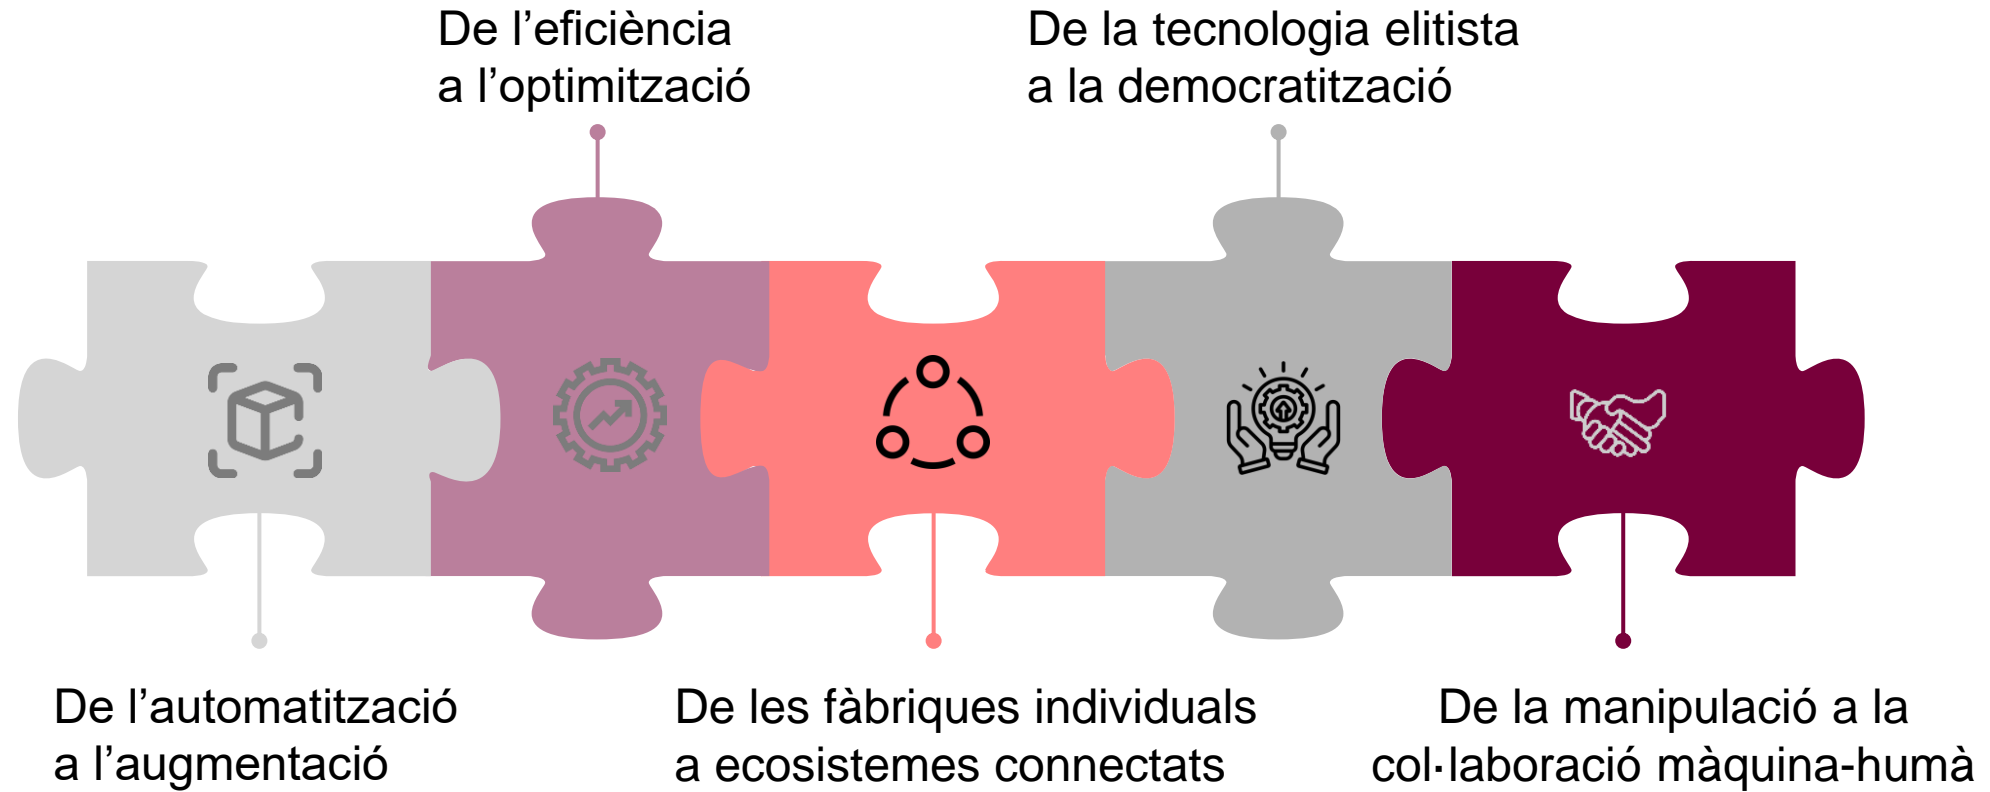 De l’eficiència
a l’optimització
De la tecnologia elitista
a la democratització
De l’automatització
a l’augmentació
De les fàbriques individuals
a ecosistemes connectats
De la manipulació a la
col·laboració màquina-humà